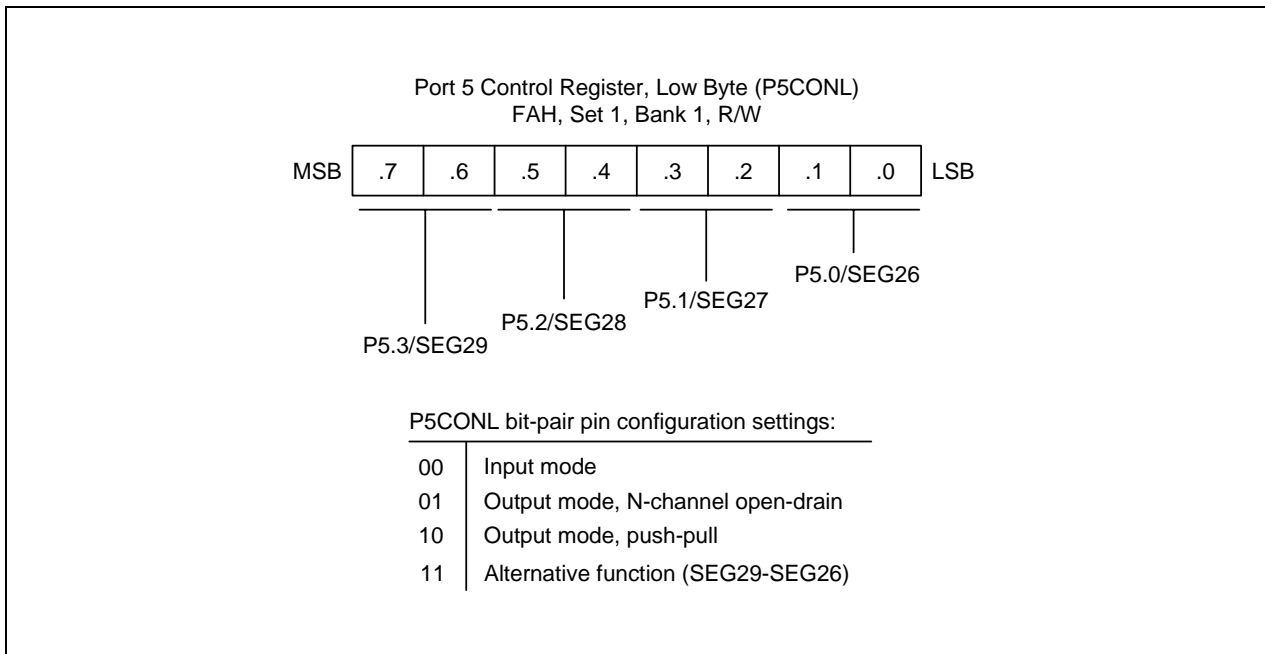 Port 5 Control Register, Low Byte (P5CONL)
FAH, Set 1, Bank 1, R/W
MSB .7 .6 .5 .4 .3 .2 .1 .0 LSB
P5.0/SEG26
P5.1/SEG27
P5.2/SEG28
P5.3/SEG29
P5CONL bit-pair pin configuration settings:
00 Input mode
01 Output mode, N-channel open-drain
10 Output mode, push-pull
11 Alternative function (SEG29-SEG26)